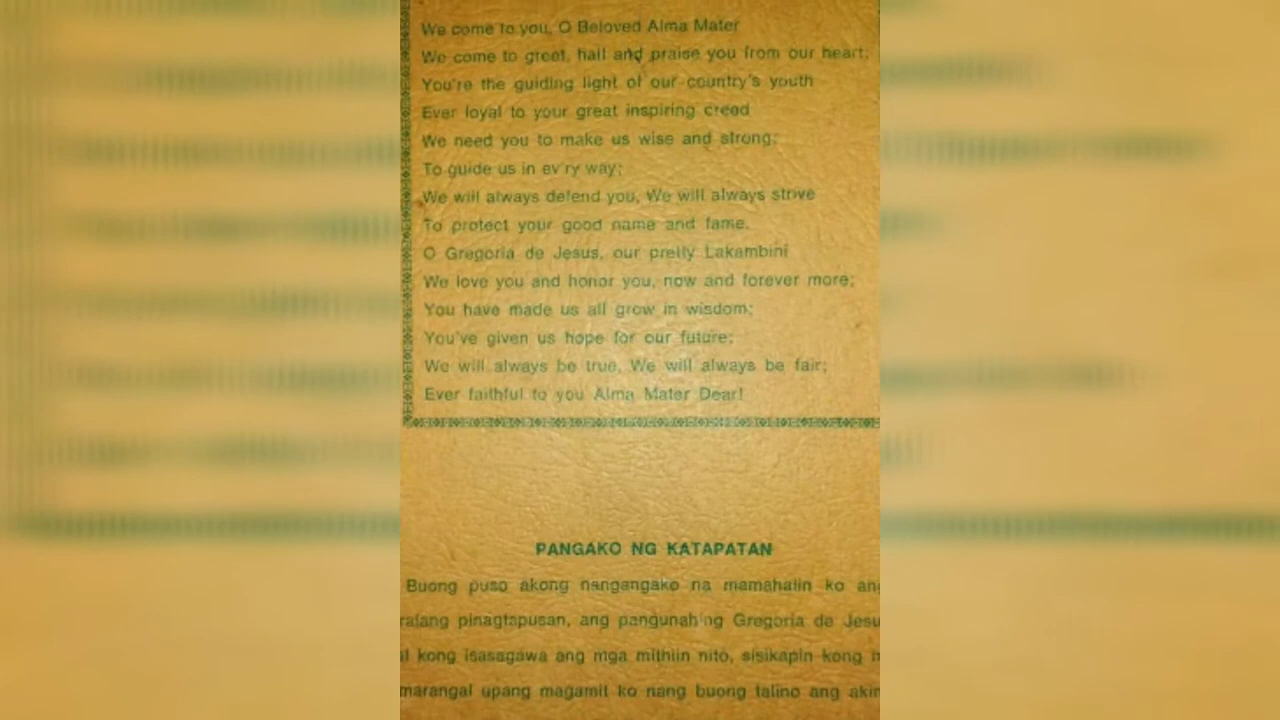 We come to you, O Beloved Alma Mater
We come to greet, hail and praise you from our heart;
You're the guiding light of our country's youth
Ever loyal to your great inspiring creed
We need you to make us wise and strong;
To guide us in ev'ry way;
We will always defend you, We will always strive
To protect your good name and fame.
O Gregoria de Jesus, our pretty Lakambini
We love you and honor you, now and forever more;
You have made us all grow in wisdom;
You've given us hope for our future;
We will always be true, We will always be fair;
Ever faithful to you Alma Mater Dear!
PANGAKO NG KATAPATAN
Buong puso akong nangangako na mamahalin ko ang
ralang pinagtapusan, ang pangunahing Gregoria de Jesu
kong isasagawa ang mga mithiin nito, sisikapin kong
marangal upang magamit ko nang buong talino ang akin